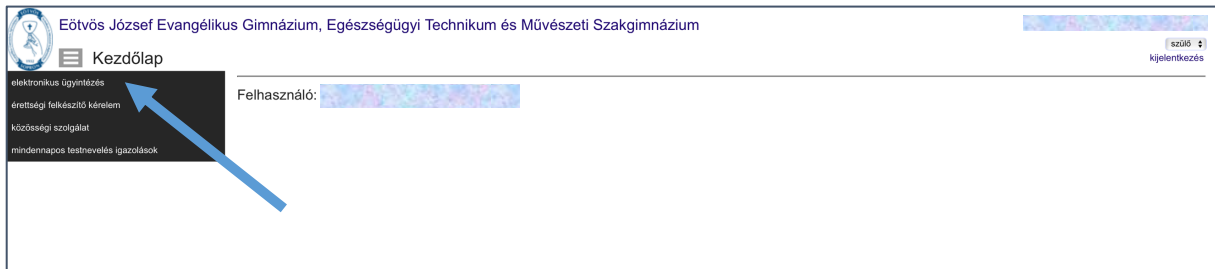 Eötvös József Evangélikus Gimnázium, Egészségügyi Technikum és Művészeti Szakgimnázium
szülő
kijelentkezés
Kezdőlap
elektronikus ügyintézés
érettségi felkészítő kérelem
közösségi szolgálat
mindennapos testnevelés igazolások
Felhasználó: